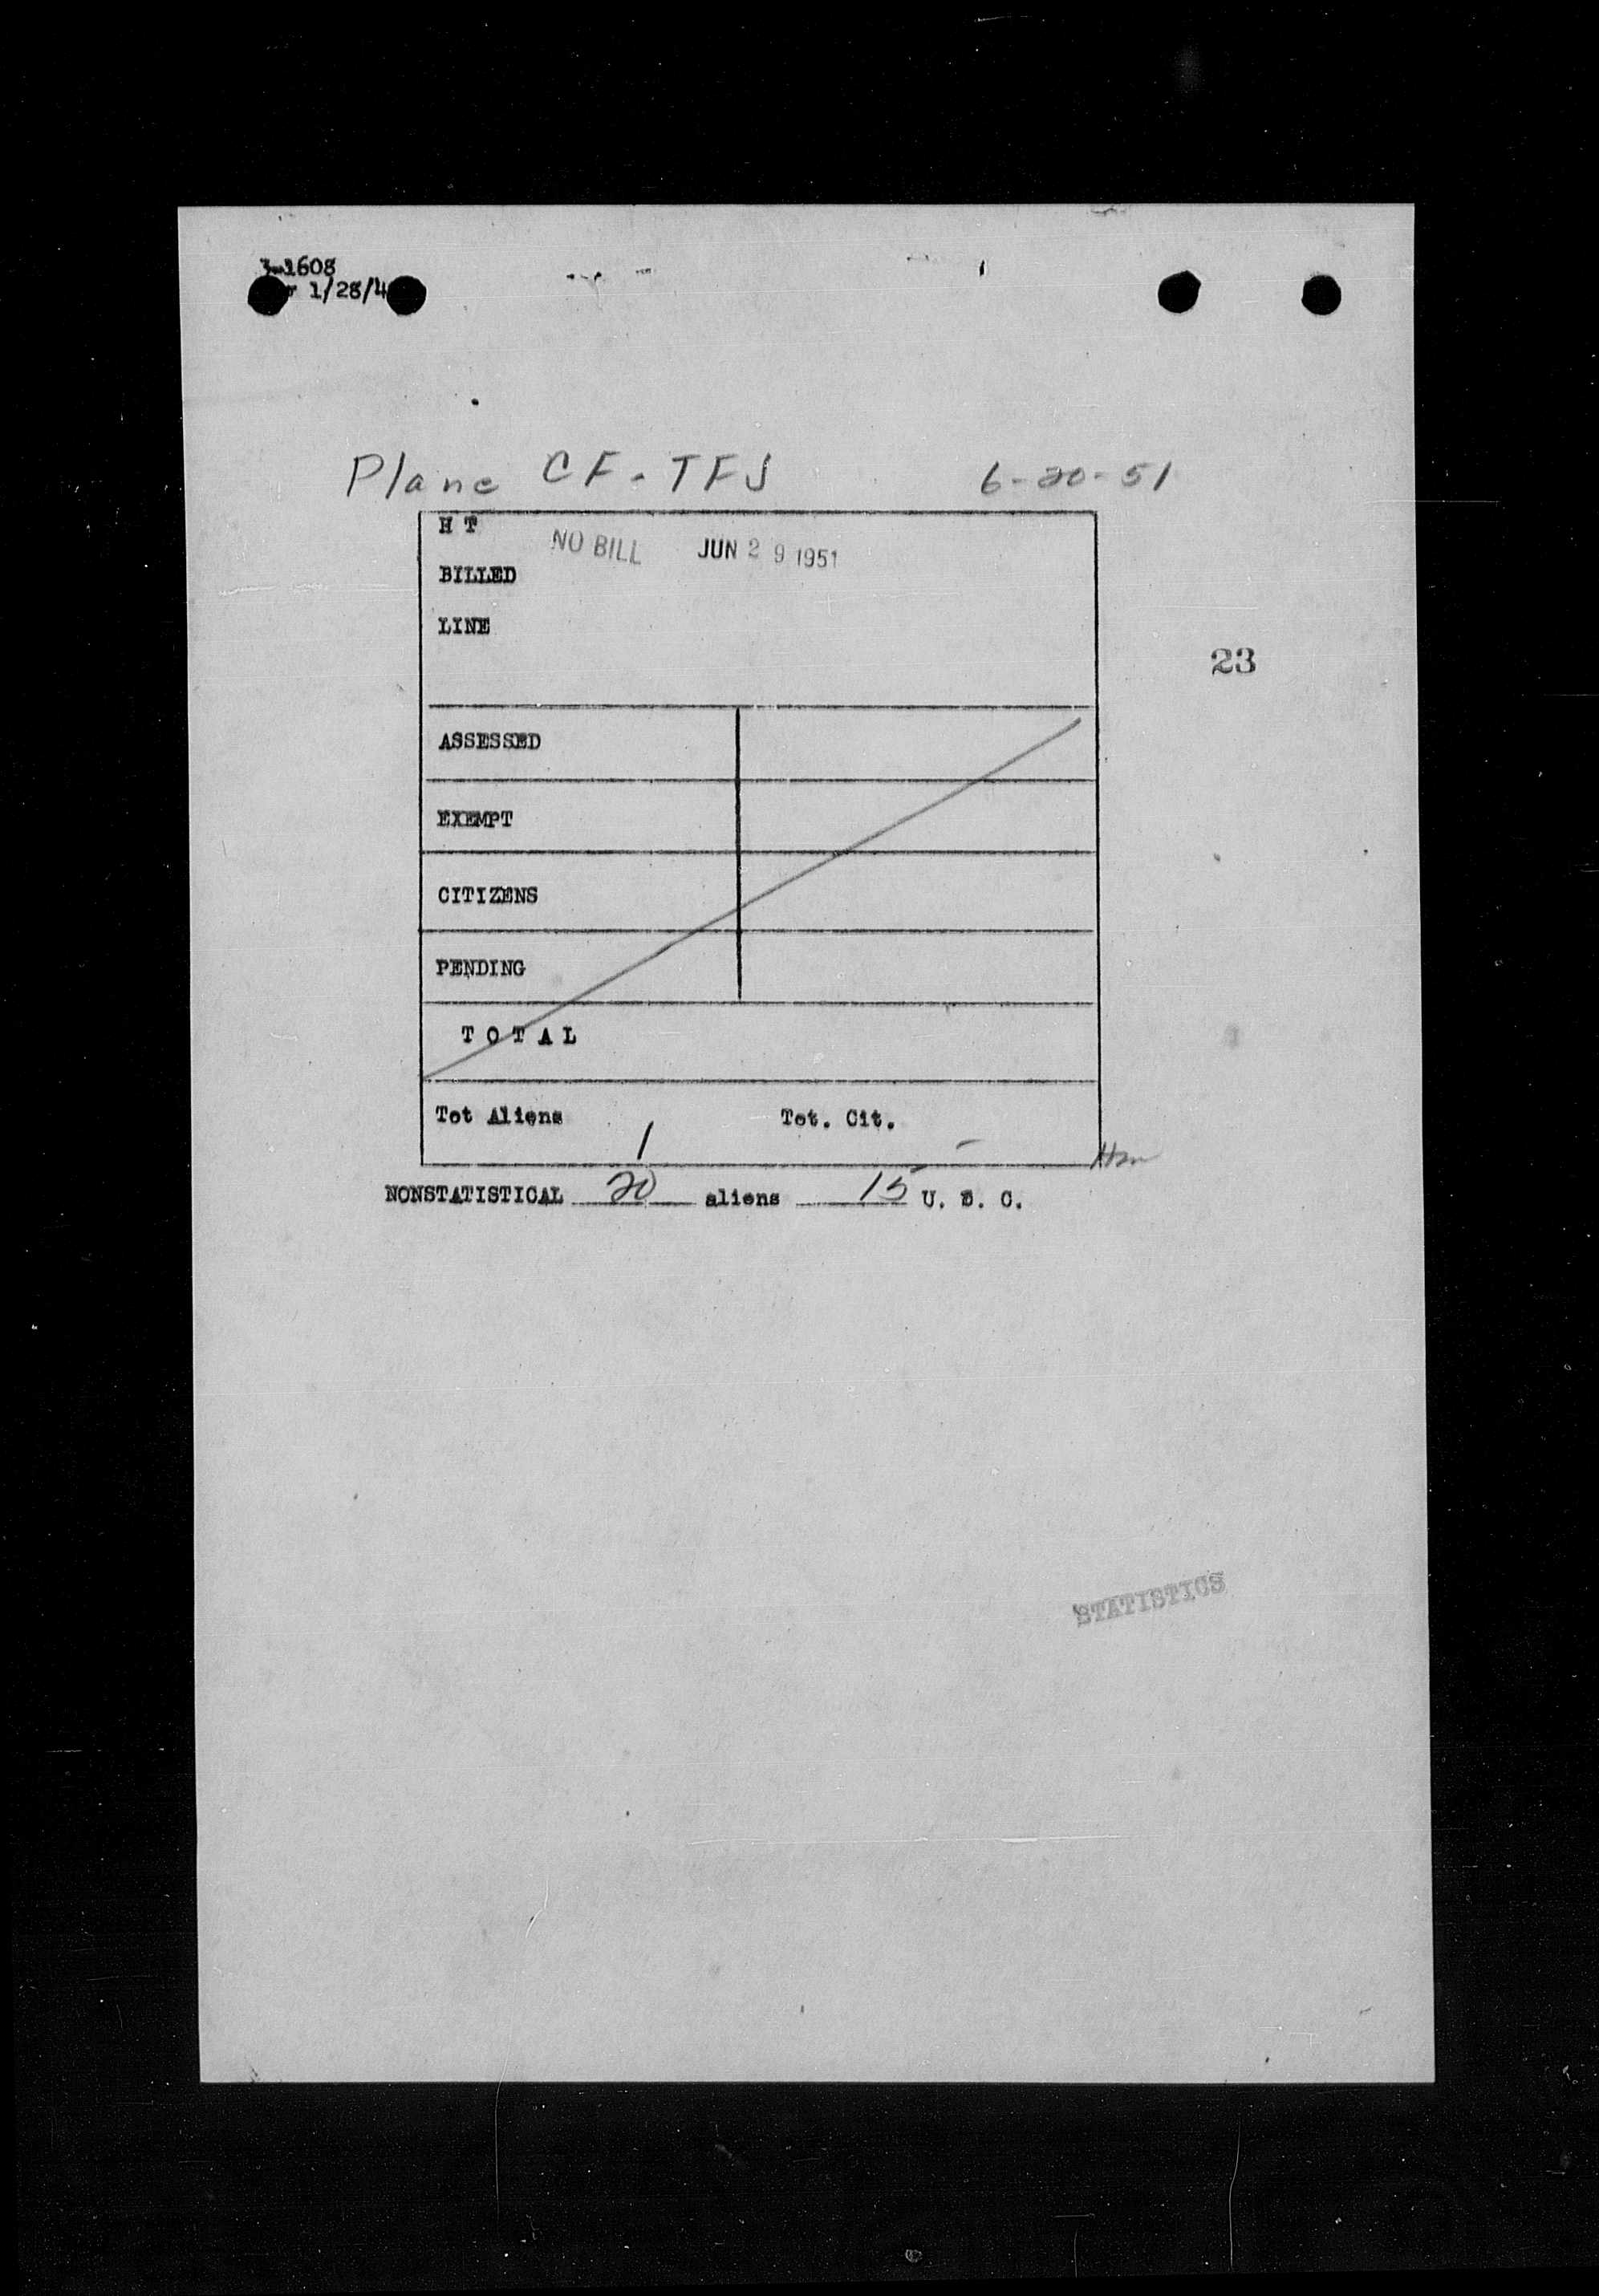 3-1608
1/28/4
Plane CF-TFJ 6-20-51
H T
NO BILL JUN 29 1951
BILLED
LINE
23
ASSESSED
EXEMPT
CITIZENS
PENDING
TOTAL
Tot Aliens 1 Tot. Cit. -
NONSTATISTICAL 20 aliens 15 U. S. C.
STATISTICS